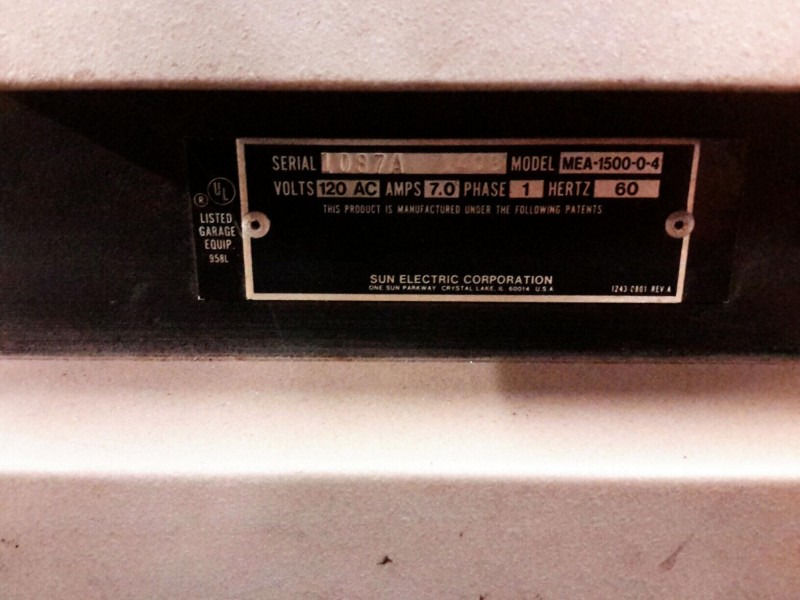 SERIAL 1097A MODEL MEA-1500-0-4
VOLTS 120 AC AMPS 7.0 PHASE 1 HERTZ 60
THIS PRODUCT IS MANUFACTURED UNDER THE FOLLOWING PATENTS
® UL
LISTED
GARAGE
EQUIP.
958L
SUN ELECTRIC CORPORATION
ONE SUN PARKWAY CRYSTAL LAKE, IL 60014 U.S.A.
1243-0801 REV A